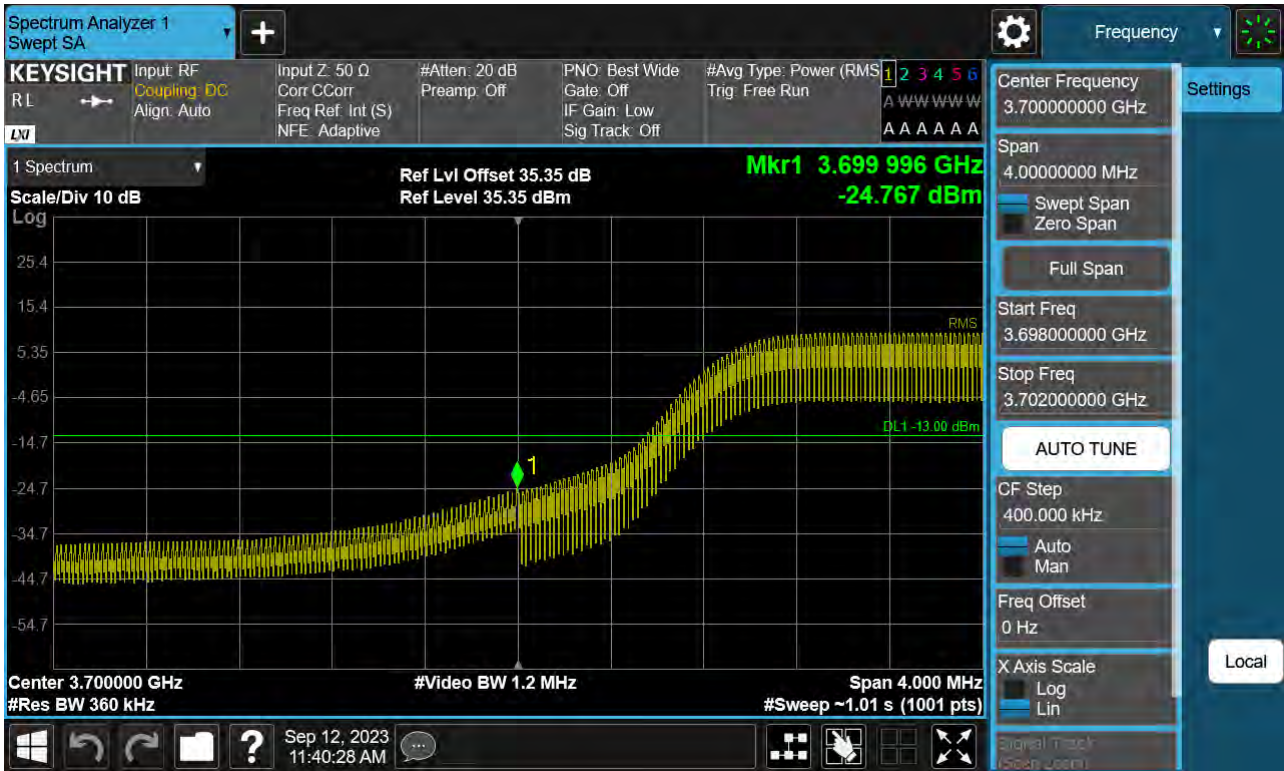 Spectrum Analyzer 1
Swept SA
+
Frequency
KEYSIGHT
RL
LXI
Input: RF
Coupling: DC
Align: Auto
Input Z: 50 Ω
Corr CCorr
Freq Ref: Int (S)
NFE: Adaptive
#Atten: 20 dB
Preamp: Off
PNO: Best Wide
Gate: Off
IF Gain: Low
Sig Track: Off
#Avg Type: Power (RMS
Trig: Free Run
1 2 3 4 5 6
A W W W W W
A A A A A A
1 Spectrum
Scale/Div 10 dB
Log
Ref Lvl Offset 35.35 dB
Ref Level 35.35 dBm
Mkr1 3.699 996 GHz
-24.767 dBm
25.4
15.4
5.35
-4.65
-14.7
-24.7
-34.7
-44.7
-54.7
RMS
DL1 -13.00 dBm
1
Center 3.700000 GHz
#Res BW 360 kHz
#Video BW 1.2 MHz
Span 4.000 MHz
#Sweep ~1.01 s (1001 pts)
Center Frequency
3.700000000 GHz
Span
4.00000000 MHz
Swept Span
Zero Span
Full Span
Start Freq
3.698000000 GHz
Stop Freq
3.702000000 GHz
AUTO TUNE
CF Step
400.000 kHz
Auto
Man
Freq Offset
0 Hz
X Axis Scale
Log
Lin
Signal Track
(Span Zoom)
Settings
Local
?
Sep 12, 2023
11:40:28 AM